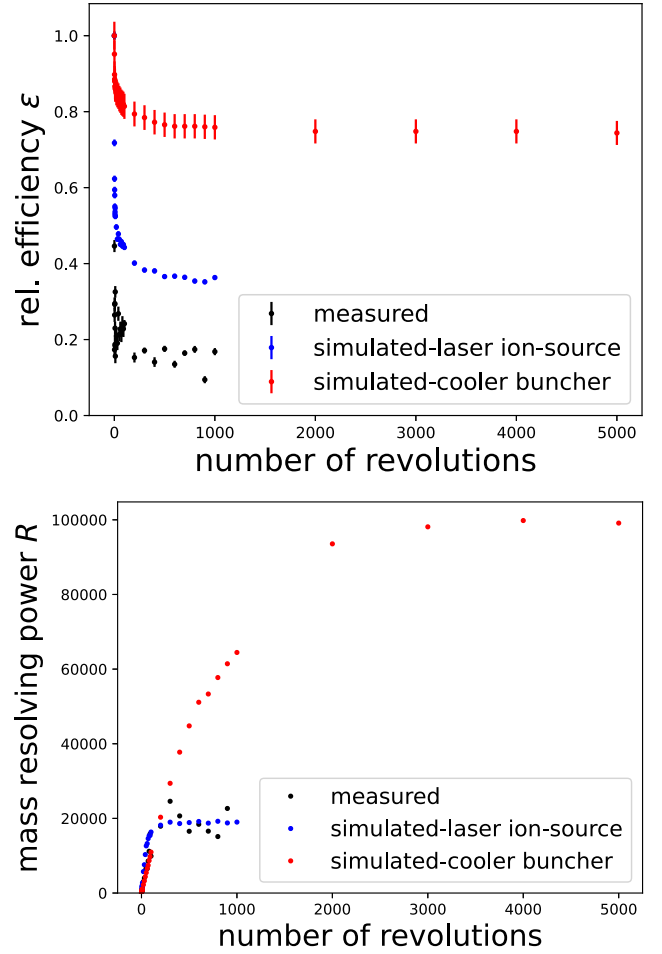 1.0
0.8
0.6
0.4
0.2
0.0
rel. efficiency ε
0 1000 2000 3000 4000 5000
number of revolutions
measured
simulated-laser ion-source
simulated-cooler buncher
100000
80000
60000
40000
20000
0
mass resolving power R
0 1000 2000 3000 4000 5000
number of revolutions
measured
simulated-laser ion-source
simulated-cooler buncher